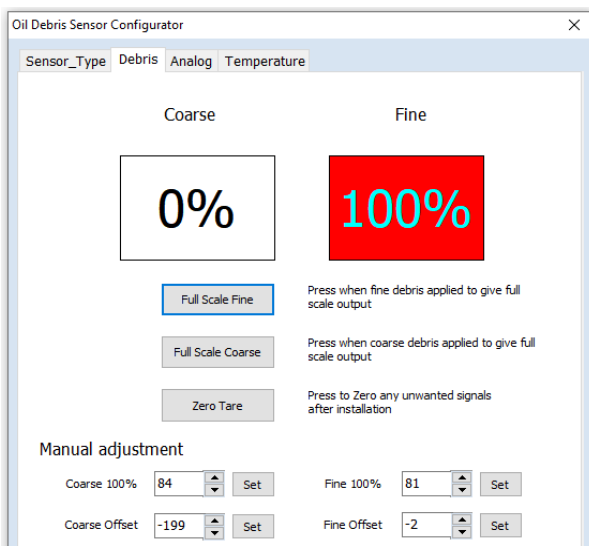 Oil Debris Sensor Configurator
Sensor_Type Debris Analog Temperature
Coarse Fine
0% 100%
Full Scale Fine Press when fine debris applied to give full
scale output
Full Scale Coarse Press when coarse debris applied to give full
scale output
Zero Tare Press to Zero any unwanted signals
after installation
Manual adjustment
Coarse 100% 84 Set Fine 100% 81 Set
Coarse Offset -199 Set Fine Offset -2 Set